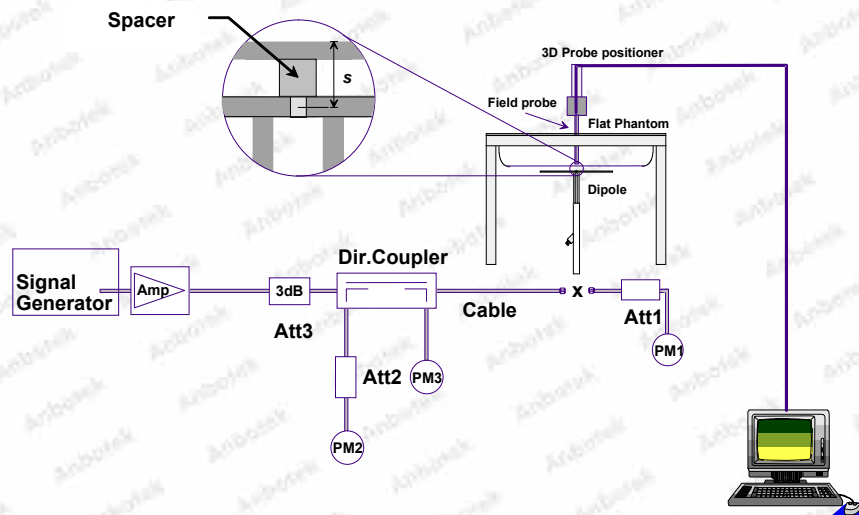 Spacer
s
3D Probe positioner
Field probe
Flat Phantom
Dipole
Signal
Generator
Amp
3dB
Att3
Dir.Coupler
Cable
x
Att1
PM1
Att2
PM3
PM2
Anbotek